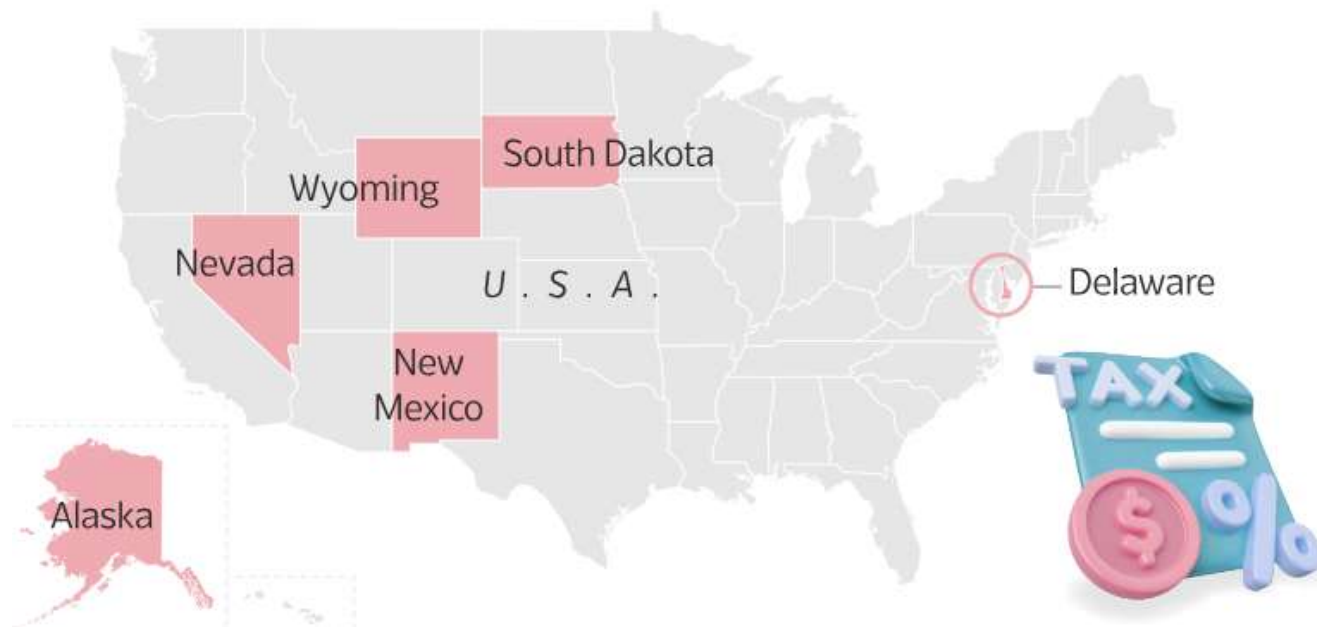 South Dakota
Wyoming
Nevada
U.S.A.
Delaware
New
Mexico
TAX
Alaska
$
%